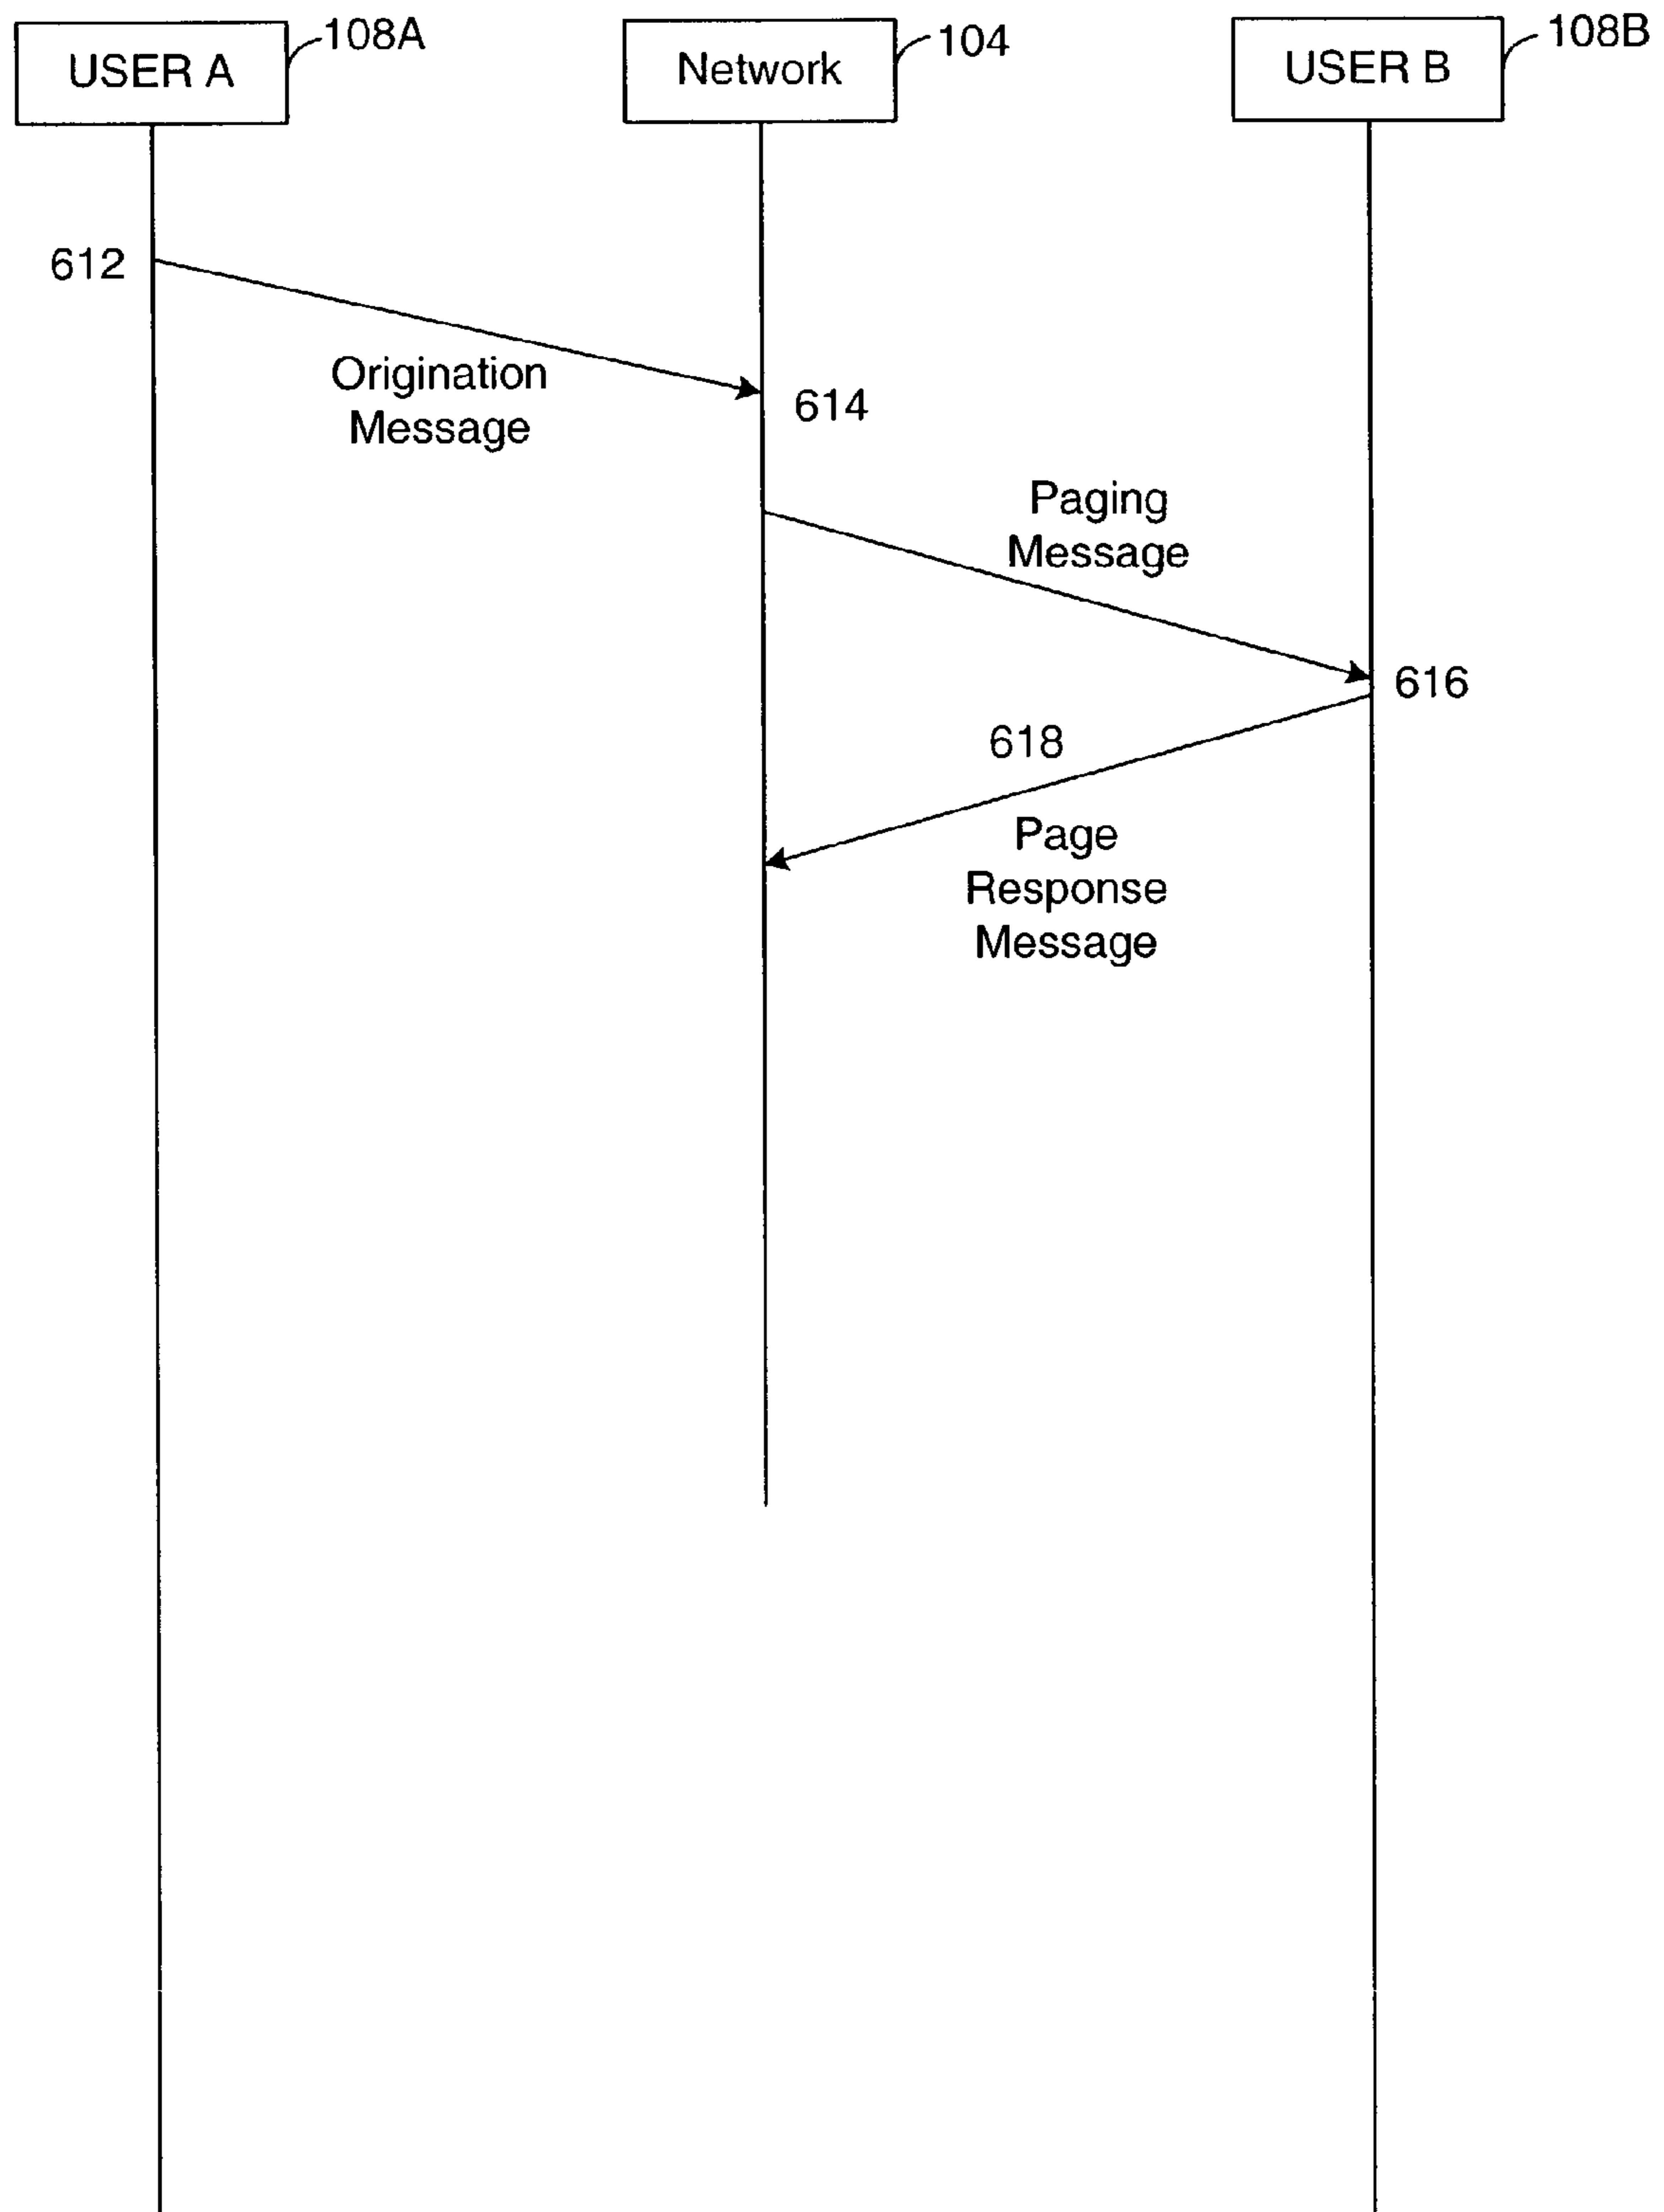 USER A
108A
Network
104
USER B
108B
612
Origination
Message
614
Paging
Message
616
618
Page
Response
Message